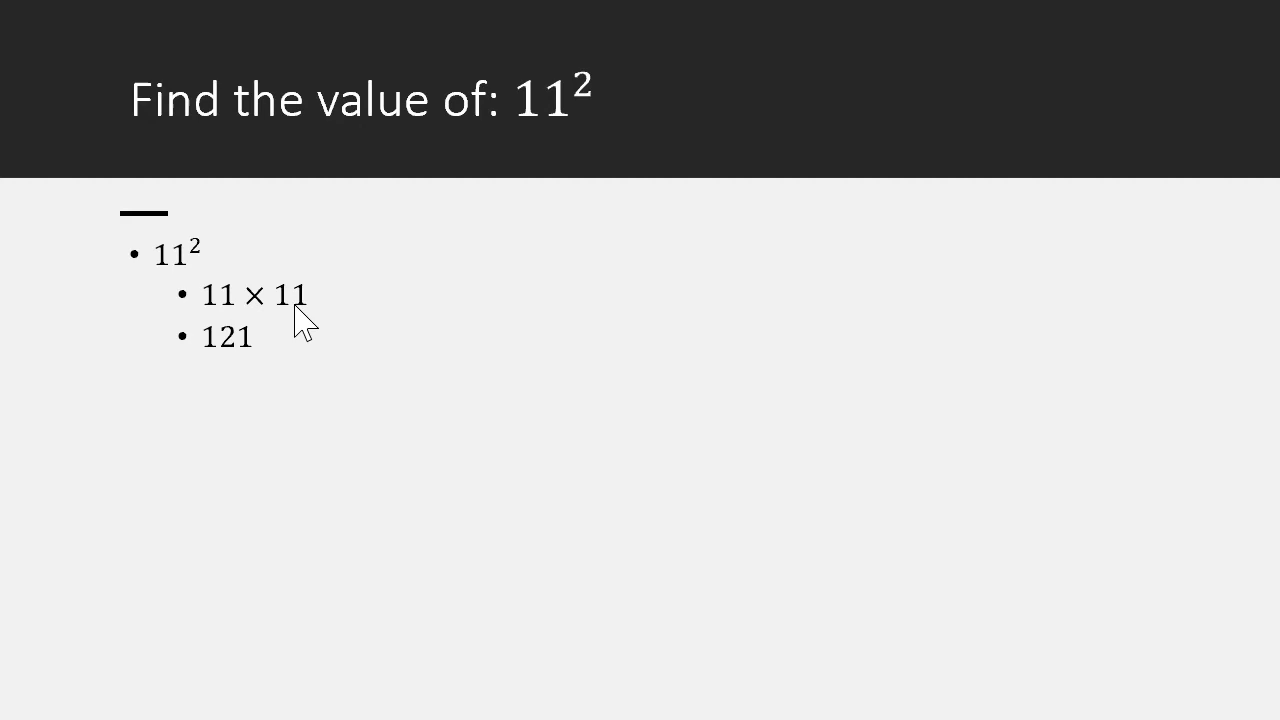 Find the value of: 11²
• 11²
• 11 × 11
• 121